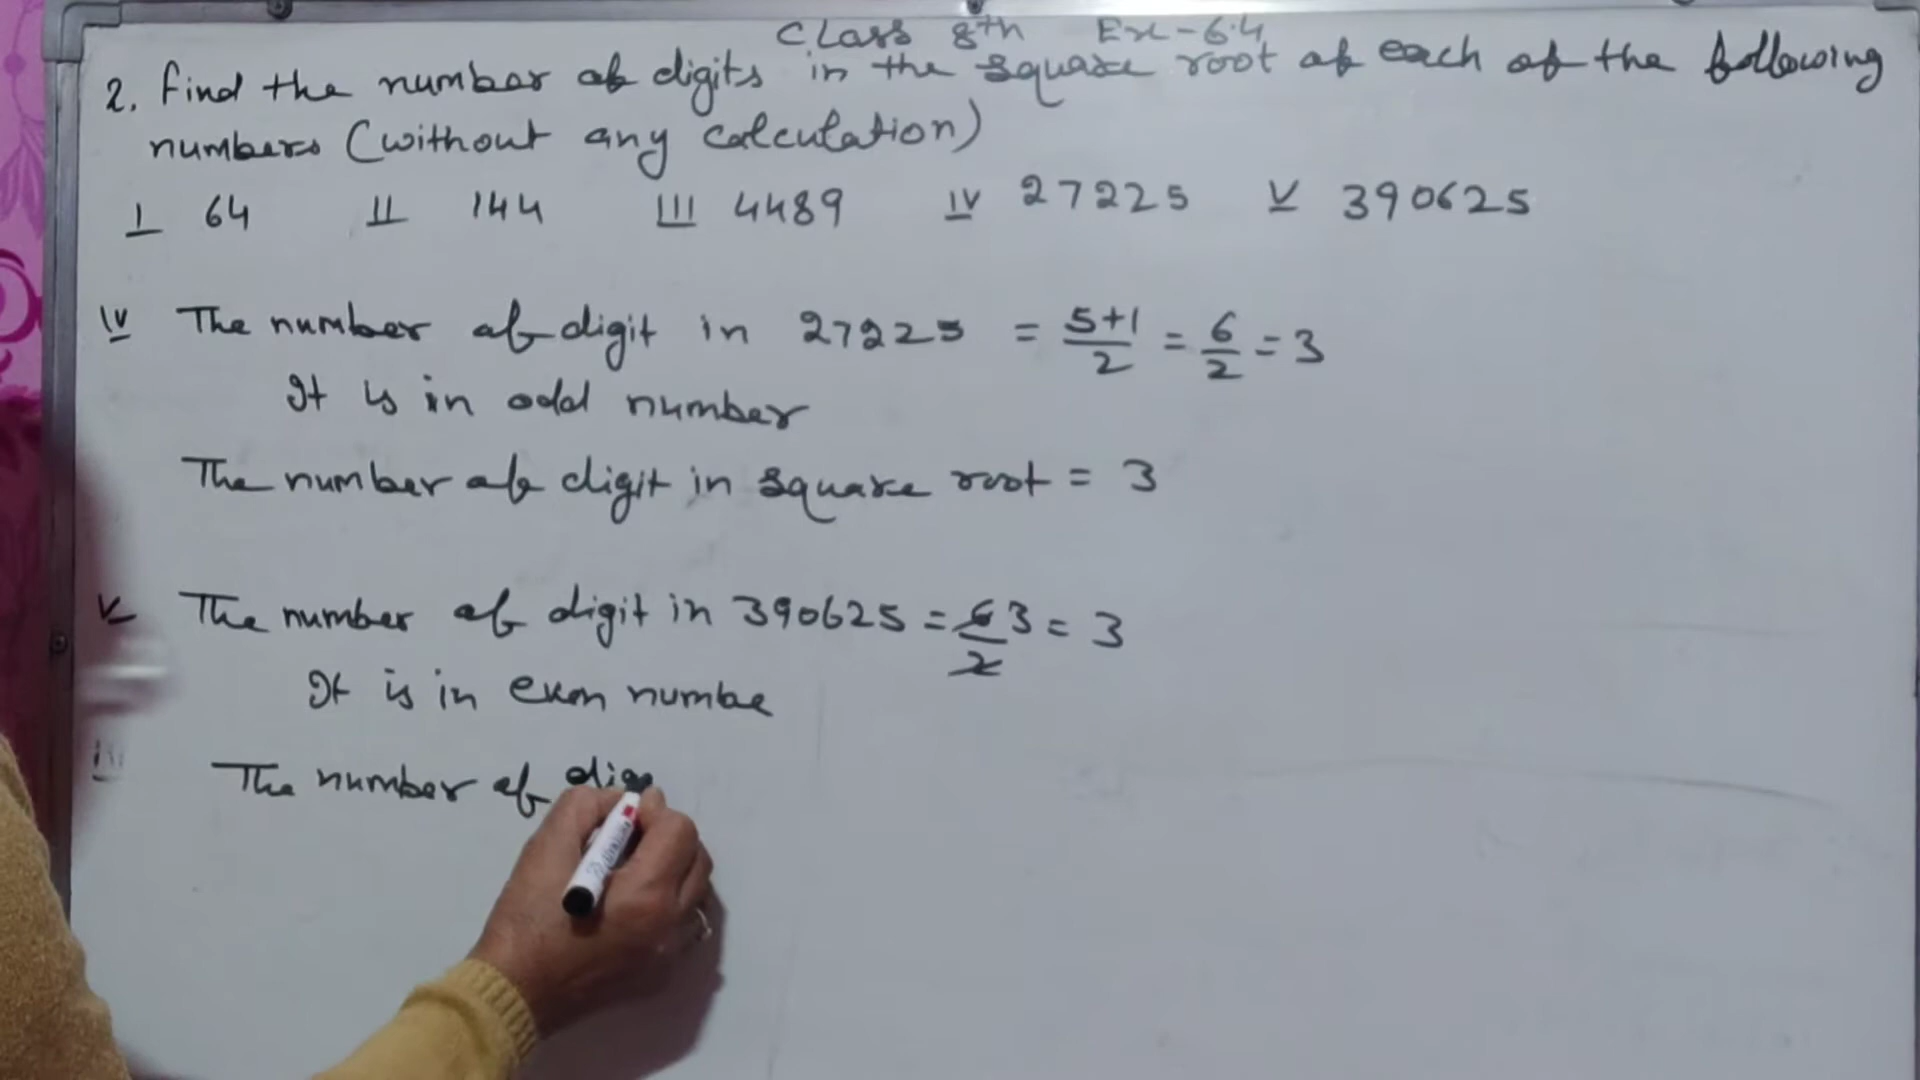 Class 8th Ex-6.4
2. Find the number of digits in the square root of each of the following
numbers (without any calculation)
I 64 II 144 III 4489 IV 27225 V 390625
IV The number of digit in 27225 = 5+1/2 = 6/2 = 3
It is in odd number
The number of digit in square root = 3
V The number of digit in 390625 = 6/2 3 = 3
It is in even numbe
The number of dig